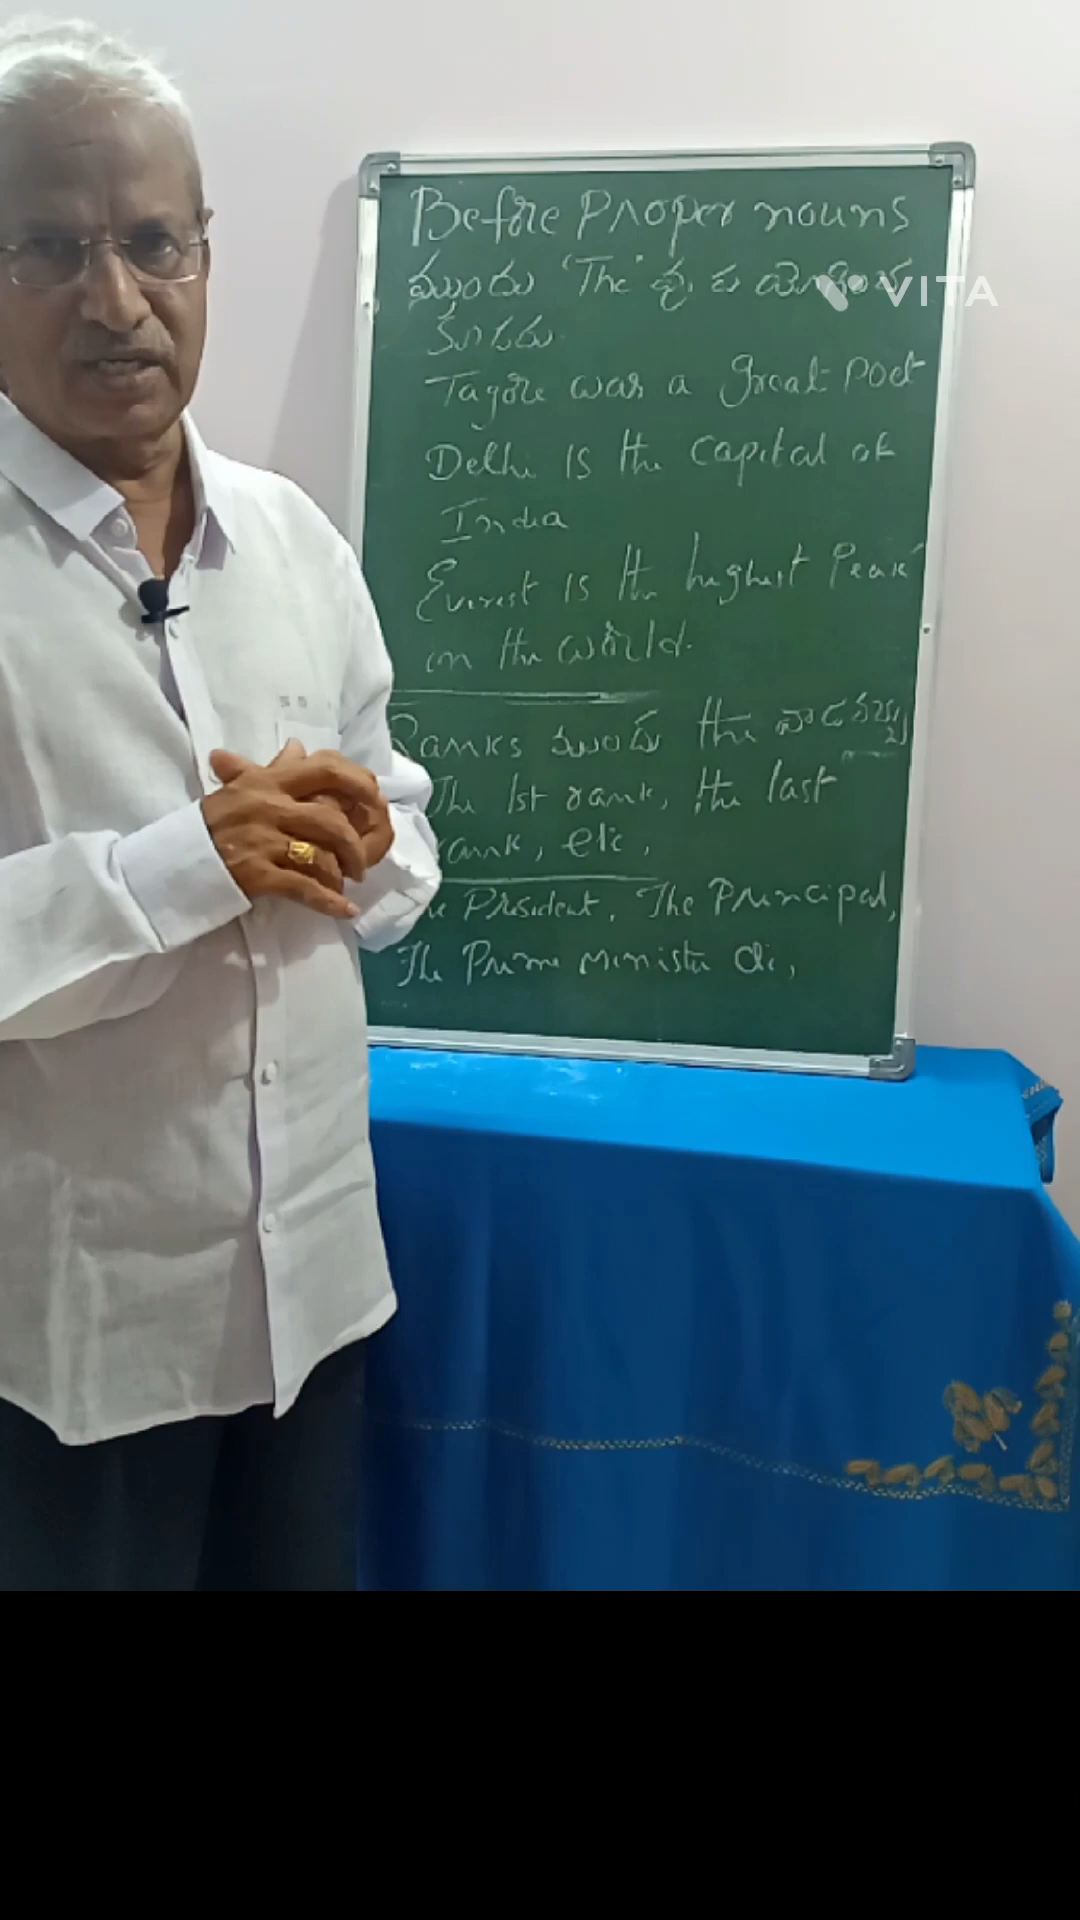 Before Proper nouns
ముందు 'The' ను ఉ
VITA
కూడదు.
Tagore was a great poet
Delhi is the capital of
India
Everest is the highest Peak
in the world.
Ranks ముందు the వాడవచ్చు
The 1st rank, the last
rank, etc,
The President, The Principal,
The Prime minister etc,